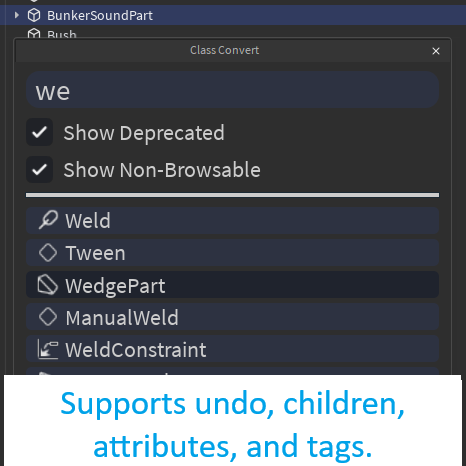 BunkerSoundPart
Bush
Class Convert
we
Show Deprecated
Show Non-Browsable
Weld
Tween
WedgePart
ManualWeld
WeldConstraint
Supports undo, children,
attributes, and tags.